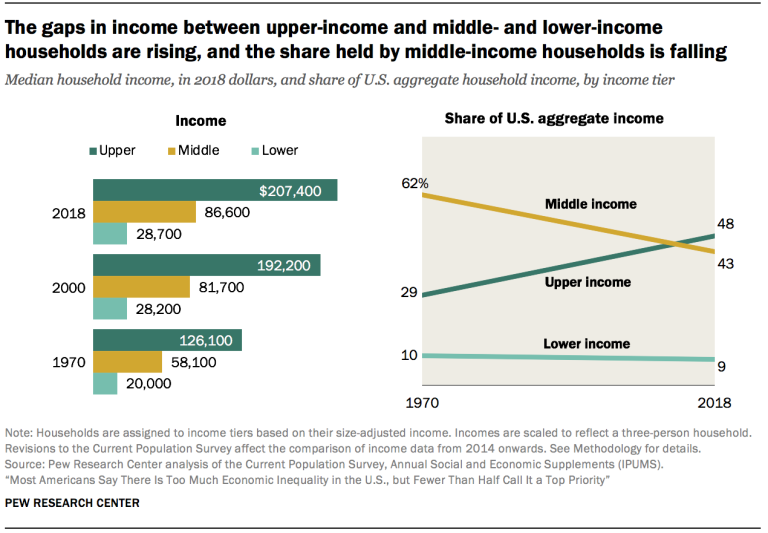 The gaps in income between upper-income and middle- and lower-income
households are rising, and the share held by middle-income households is falling
Median household income, in 2018 dollars, and share of U.S. aggregate household income, by income tier
Income
Upper
Middle
Lower
2018
$207,400
86,600
28,700
2000
192,200
81,700
28,200
1970
126,100
58,100
20,000
Share of U.S. aggregate income
62%
Middle income
48
43
29
Upper income
Lower income
10
9
1970
2018
Note: Households are assigned to income tiers based on their size-adjusted income. Incomes are scaled to reflect a three-person household.
Revisions to the Current Population Survey affect the comparison of income data from 2014 onwards. See Methodology for details.
Source: Pew Research Center analysis of the Current Population Survey, Annual Social and Economic Supplements (IPUMS).
“Most Americans Say There Is Too Much Economic Inequality in the U.S., but Fewer Than Half Call It a Top Priority”
PEW RESEARCH CENTER